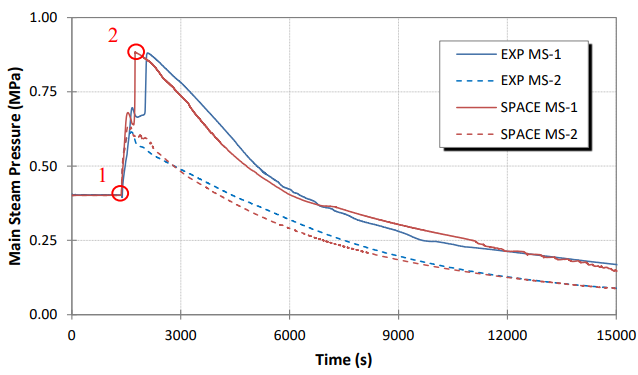 1.00
0.75
0.50
0.25
0.00
Main Steam Pressure (MPa)
2
1
EXP MS-1
EXP MS-2
SPACE MS-1
SPACE MS-2
0 3000 6000 9000 12000 15000
Time (s)